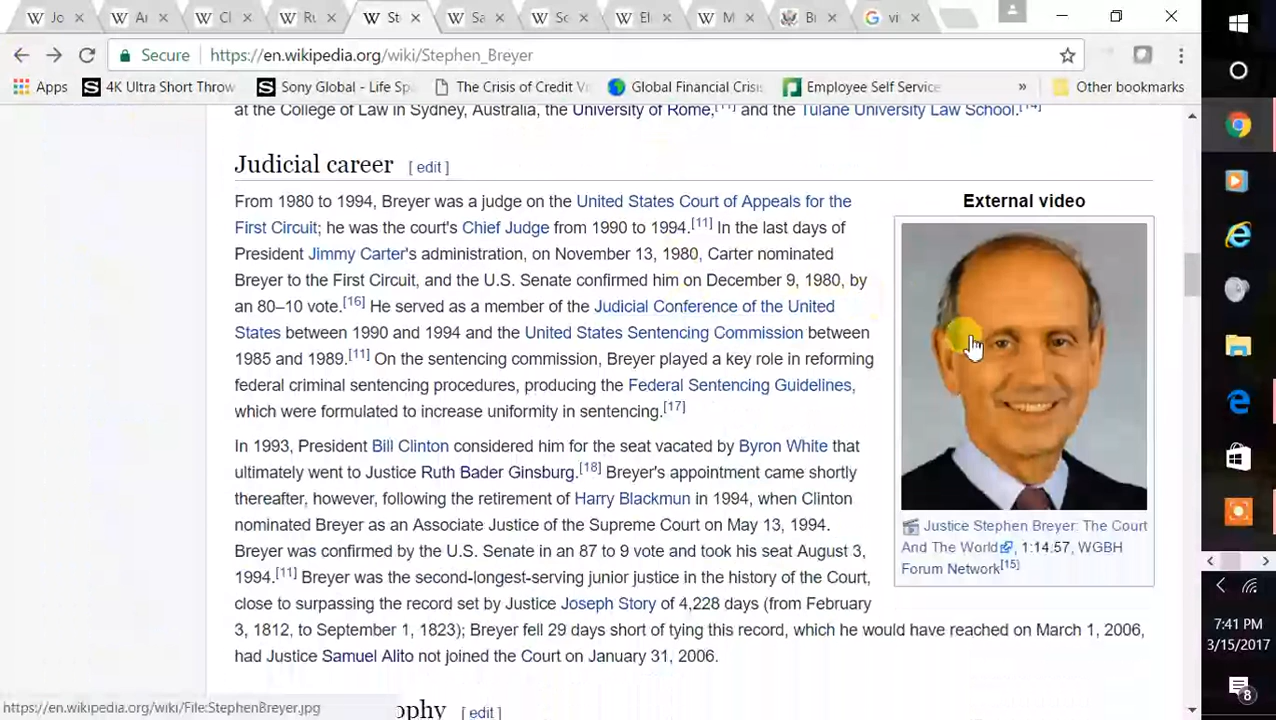 Jo
Ar
Cl
Ru
St
Sa
So
El
M
Br
vi
Secure
https://en.wikipedia.org/wiki/Stephen_Breyer
Apps
4K Ultra Short Throw
Sony Global - Life Sp
The Crisis of Credit V
Global Financial Crisis
Employee Self Service
»
Other bookmarks
at the College of Law in Sydney, Australia, the University of Rome,[11] and the Tulane University Law School.[14]
Judicial career [ edit ]
From 1980 to 1994, Breyer was a judge on the United States Court of Appeals for the
First Circuit; he was the court's Chief Judge from 1990 to 1994.[11] In the last days of
President Jimmy Carter's administration, on November 13, 1980, Carter nominated
Breyer to the First Circuit, and the U.S. Senate confirmed him on December 9, 1980, by
an 80–10 vote.[16] He served as a member of the Judicial Conference of the United
States between 1990 and 1994 and the United States Sentencing Commission between
1985 and 1989.[11] On the sentencing commission, Breyer played a key role in reforming
federal criminal sentencing procedures, producing the Federal Sentencing Guidelines,
which were formulated to increase uniformity in sentencing.[17]
In 1993, President Bill Clinton considered him for the seat vacated by Byron White that
ultimately went to Justice Ruth Bader Ginsburg.[18] Breyer's appointment came shortly
thereafter, however, following the retirement of Harry Blackmun in 1994, when Clinton
nominated Breyer as an Associate Justice of the Supreme Court on May 13, 1994.
Breyer was confirmed by the U.S. Senate in an 87 to 9 vote and took his seat August 3,
1994.[11] Breyer was the second-longest-serving junior justice in the history of the Court,
close to surpassing the record set by Justice Joseph Story of 4,228 days (from February
3, 1812, to September 1, 1823); Breyer fell 29 days short of tying this record, which he would have reached on March 1, 2006,
had Justice Samuel Alito not joined the Court on January 31, 2006.
External video
Justice Stephen Breyer: The Court
And The World, 1:14:57, WGBH
Forum Network[15]
ophy [ edit ]
https://en.wikipedia.org/wiki/File:StephenBreyer.jpg
7:41 PM
3/15/2017
8